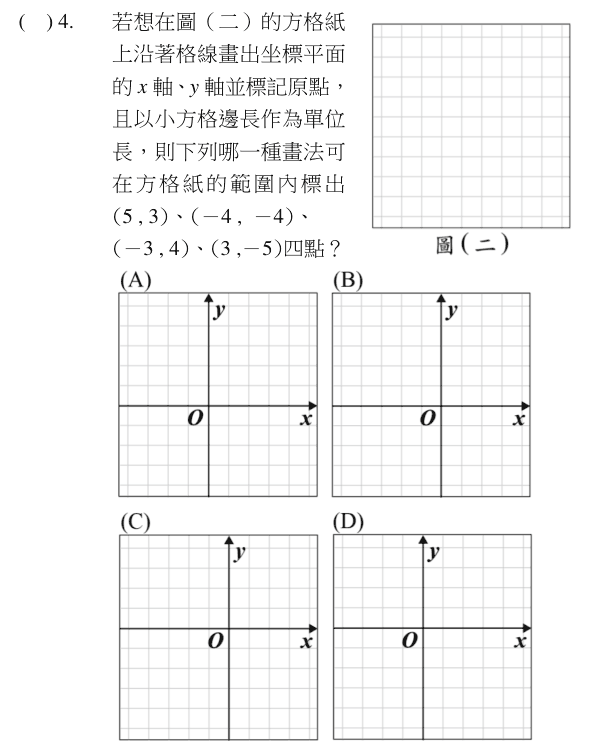 (　) 4. 若想在圖（二）的方格紙
上沿著格線畫出坐標平面
的 x 軸、y 軸並標記原點，
且以小方格邊長作為單位
長，則下列哪一種畫法可
在方格紙的範圍內標出
(5 , 3)、(－4 , －4)、
(－3 , 4)、(3 ,－5)四點？
圖(二)
(A)
y
O
x
(B)
y
O
x
(C)
y
O
x
(D)
y
O
x